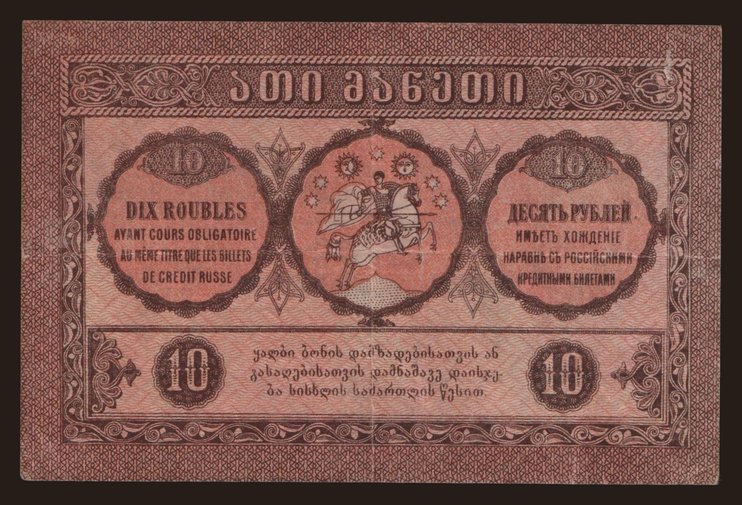 ათი მანეთი
10
DIX ROUBLES
AYANT COURS OBLIGATOIRE
AU MÊME TITRE QUE LES BILLETS
DE CREDIT RUSSE
10
ДЕСЯТЬ РУБЛЕЙ.
ИМѢЕТЪ ХОЖДЕНІЕ
НАРАВНѢ СЪ РОССІЙСКИМИ
КРЕДИТНЫМИ БИЛЕТАМИ
10
ყალბი ბონის დამზადებისათვის ან
გასაღებისათვის დამნაშავე დაისჯე-
ბა სისხლის სამართლის წესით.
10